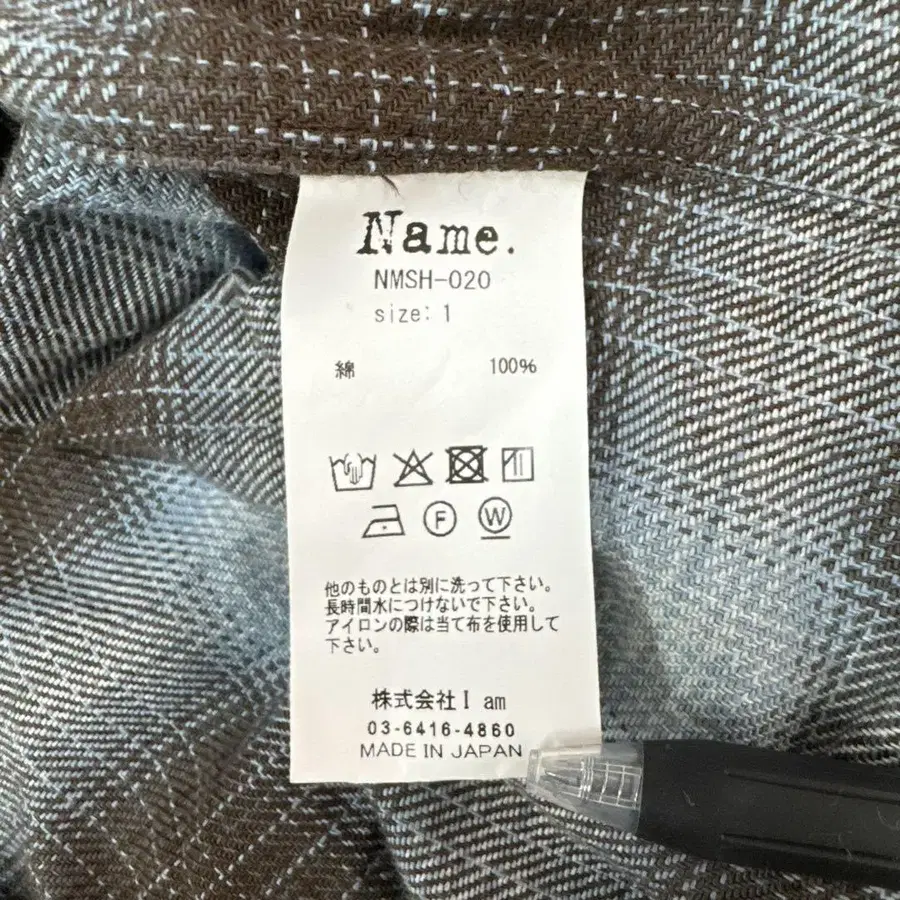 Name.
NMSH-020
size: 1
綿 100%
F W
他のものとは別に洗って下さい。
長時間水につけないで下さい。
アイロンの際は当て布を使用して
下さい。
株式会社I am
03-6416-4860
MADE IN JAPAN